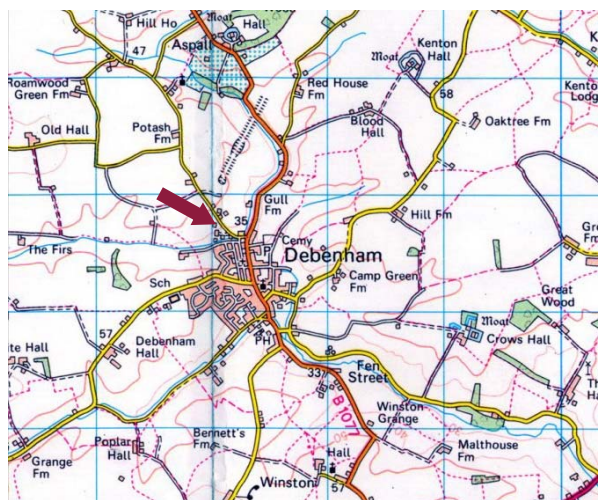 Hill Ho
Moat
Hall
47
Aspall
Moat
Kenton
Hall
Roamwood
Green Fm
Red House
Fm
58
Kenton
Lodg
Old Hall
Potash
Fm
Blood
Hall
Oaktree Fm
Gull
Fm
35
Hill Fm
The Firs
Cemy
Debenham
Sch
Camp Green
Fm
Great
Wood
57
Debenham
Hall
PH
Moat
Crows Hall
Fen
Street
33
B 1077
Winston
Grange
Poplar
Hall
Bennett's
Fm
Malthouse
Fm
Grange
Fm
Hall
Winston
57